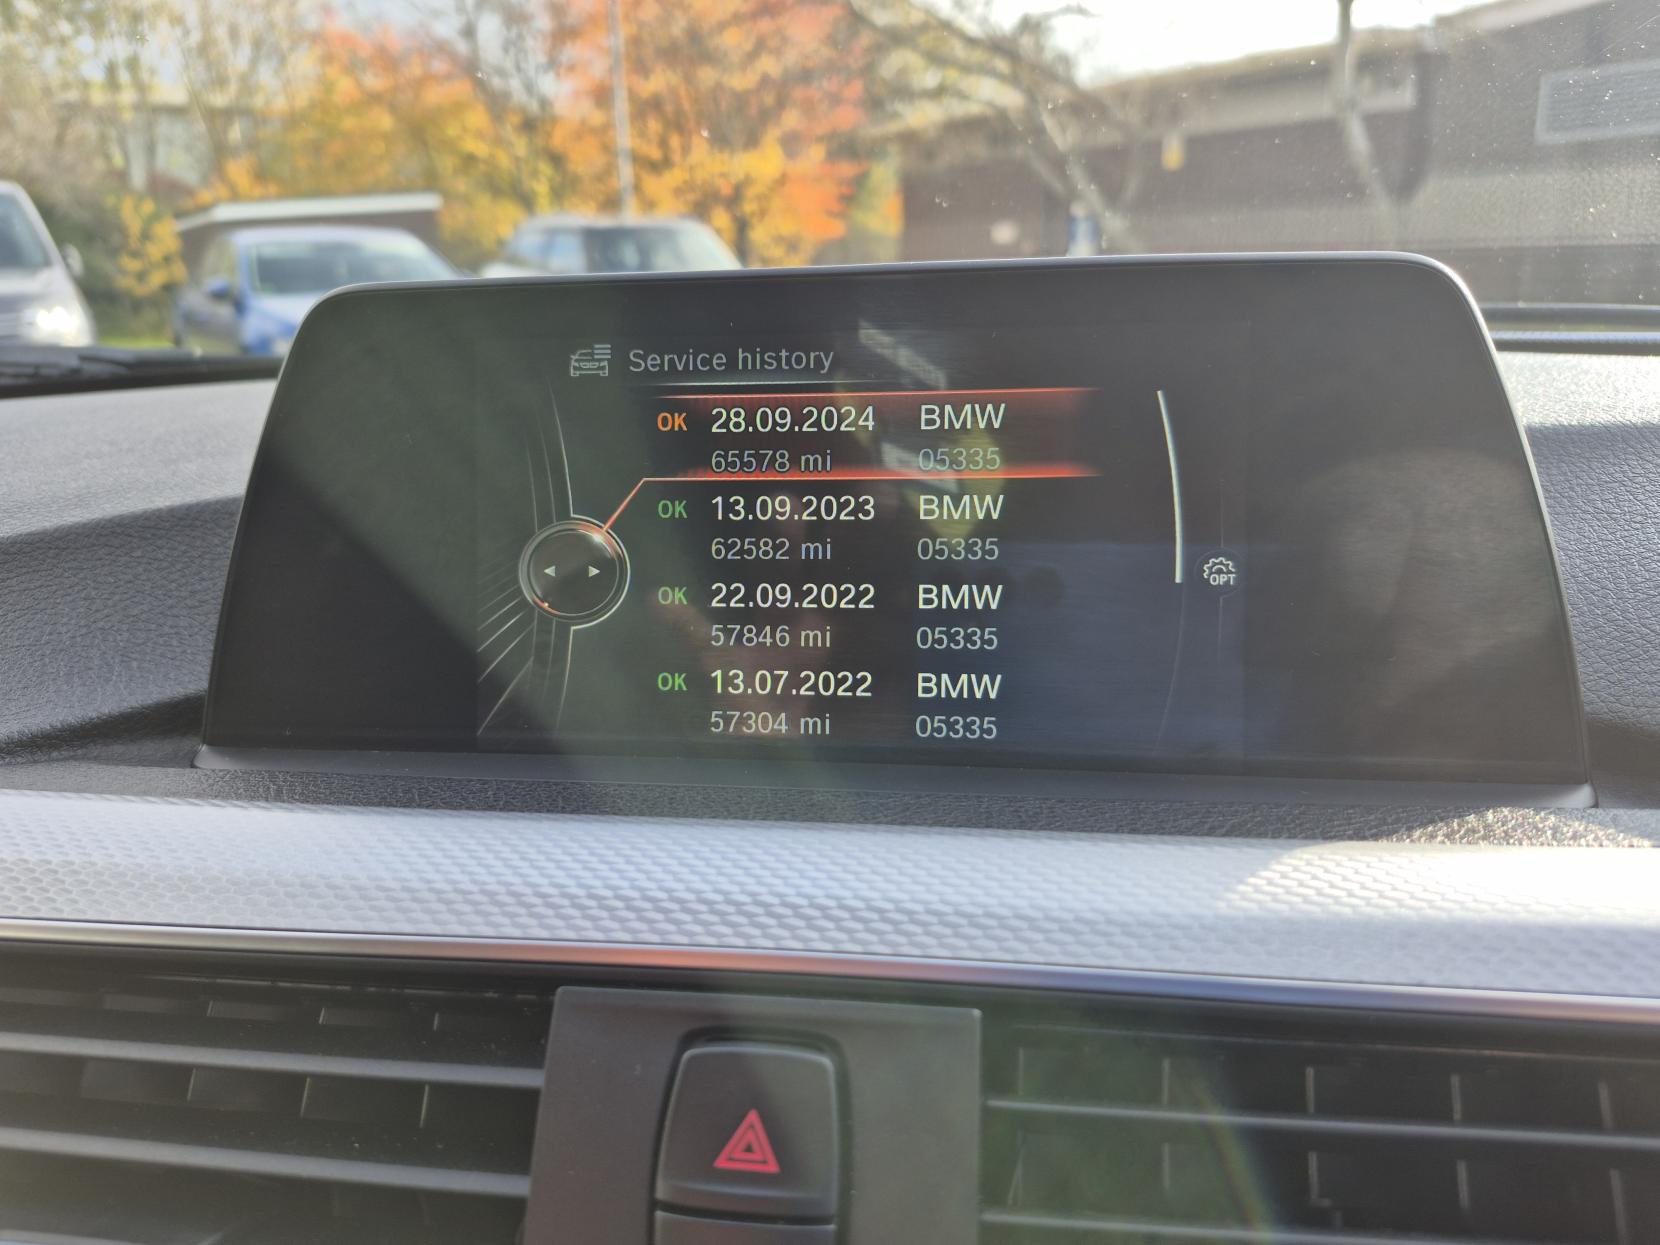 Service history
OK 28.09.2024 BMW
65578 mi 05335
OK 13.09.2023 BMW
62582 mi 05335
OK 22.09.2022 BMW
57846 mi 05335
OK 13.07.2022 BMW
57304 mi 05335
OPT